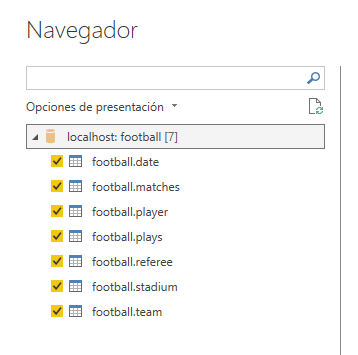 Navegador
Opciones de presentación
localhost: football [7]
football.date
football.matches
football.player
football.plays
football.referee
football.stadium
football.team